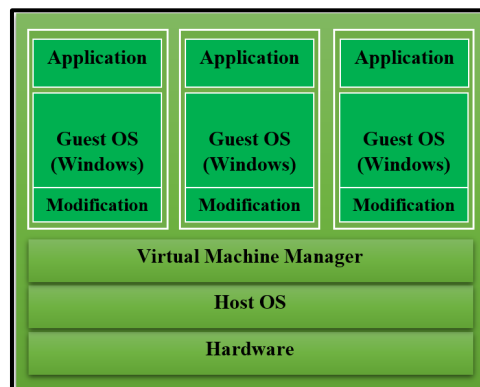 Application
Application
Application
Guest OS
(Windows)
Guest OS
(Windows)
Guest OS
(Windows)
Modification
Modification
Modification
Virtual Machine Manager
Host OS
Hardware